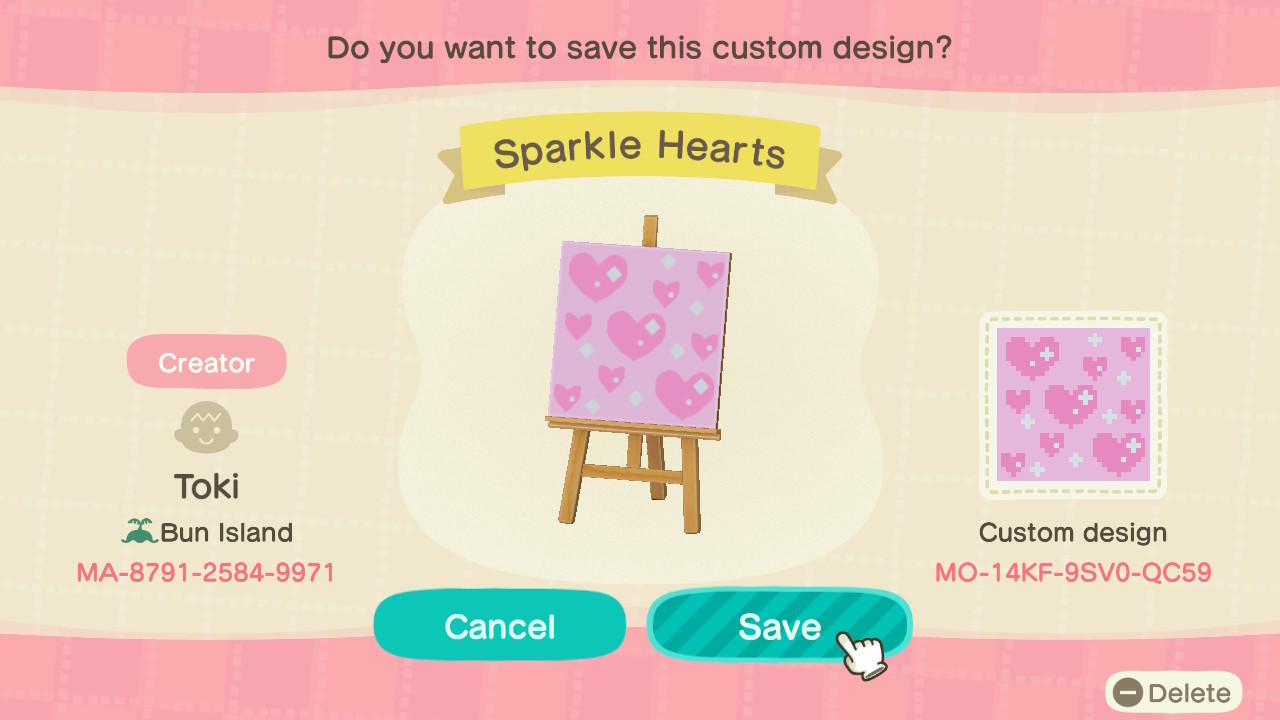 Do you want to save this custom design?
Sparkle Hearts
Creator
Toki
Bun Island
MA-8791-2584-9971
Custom design
MO-14KF-9SV0-QC59
Cancel
Save
Delete